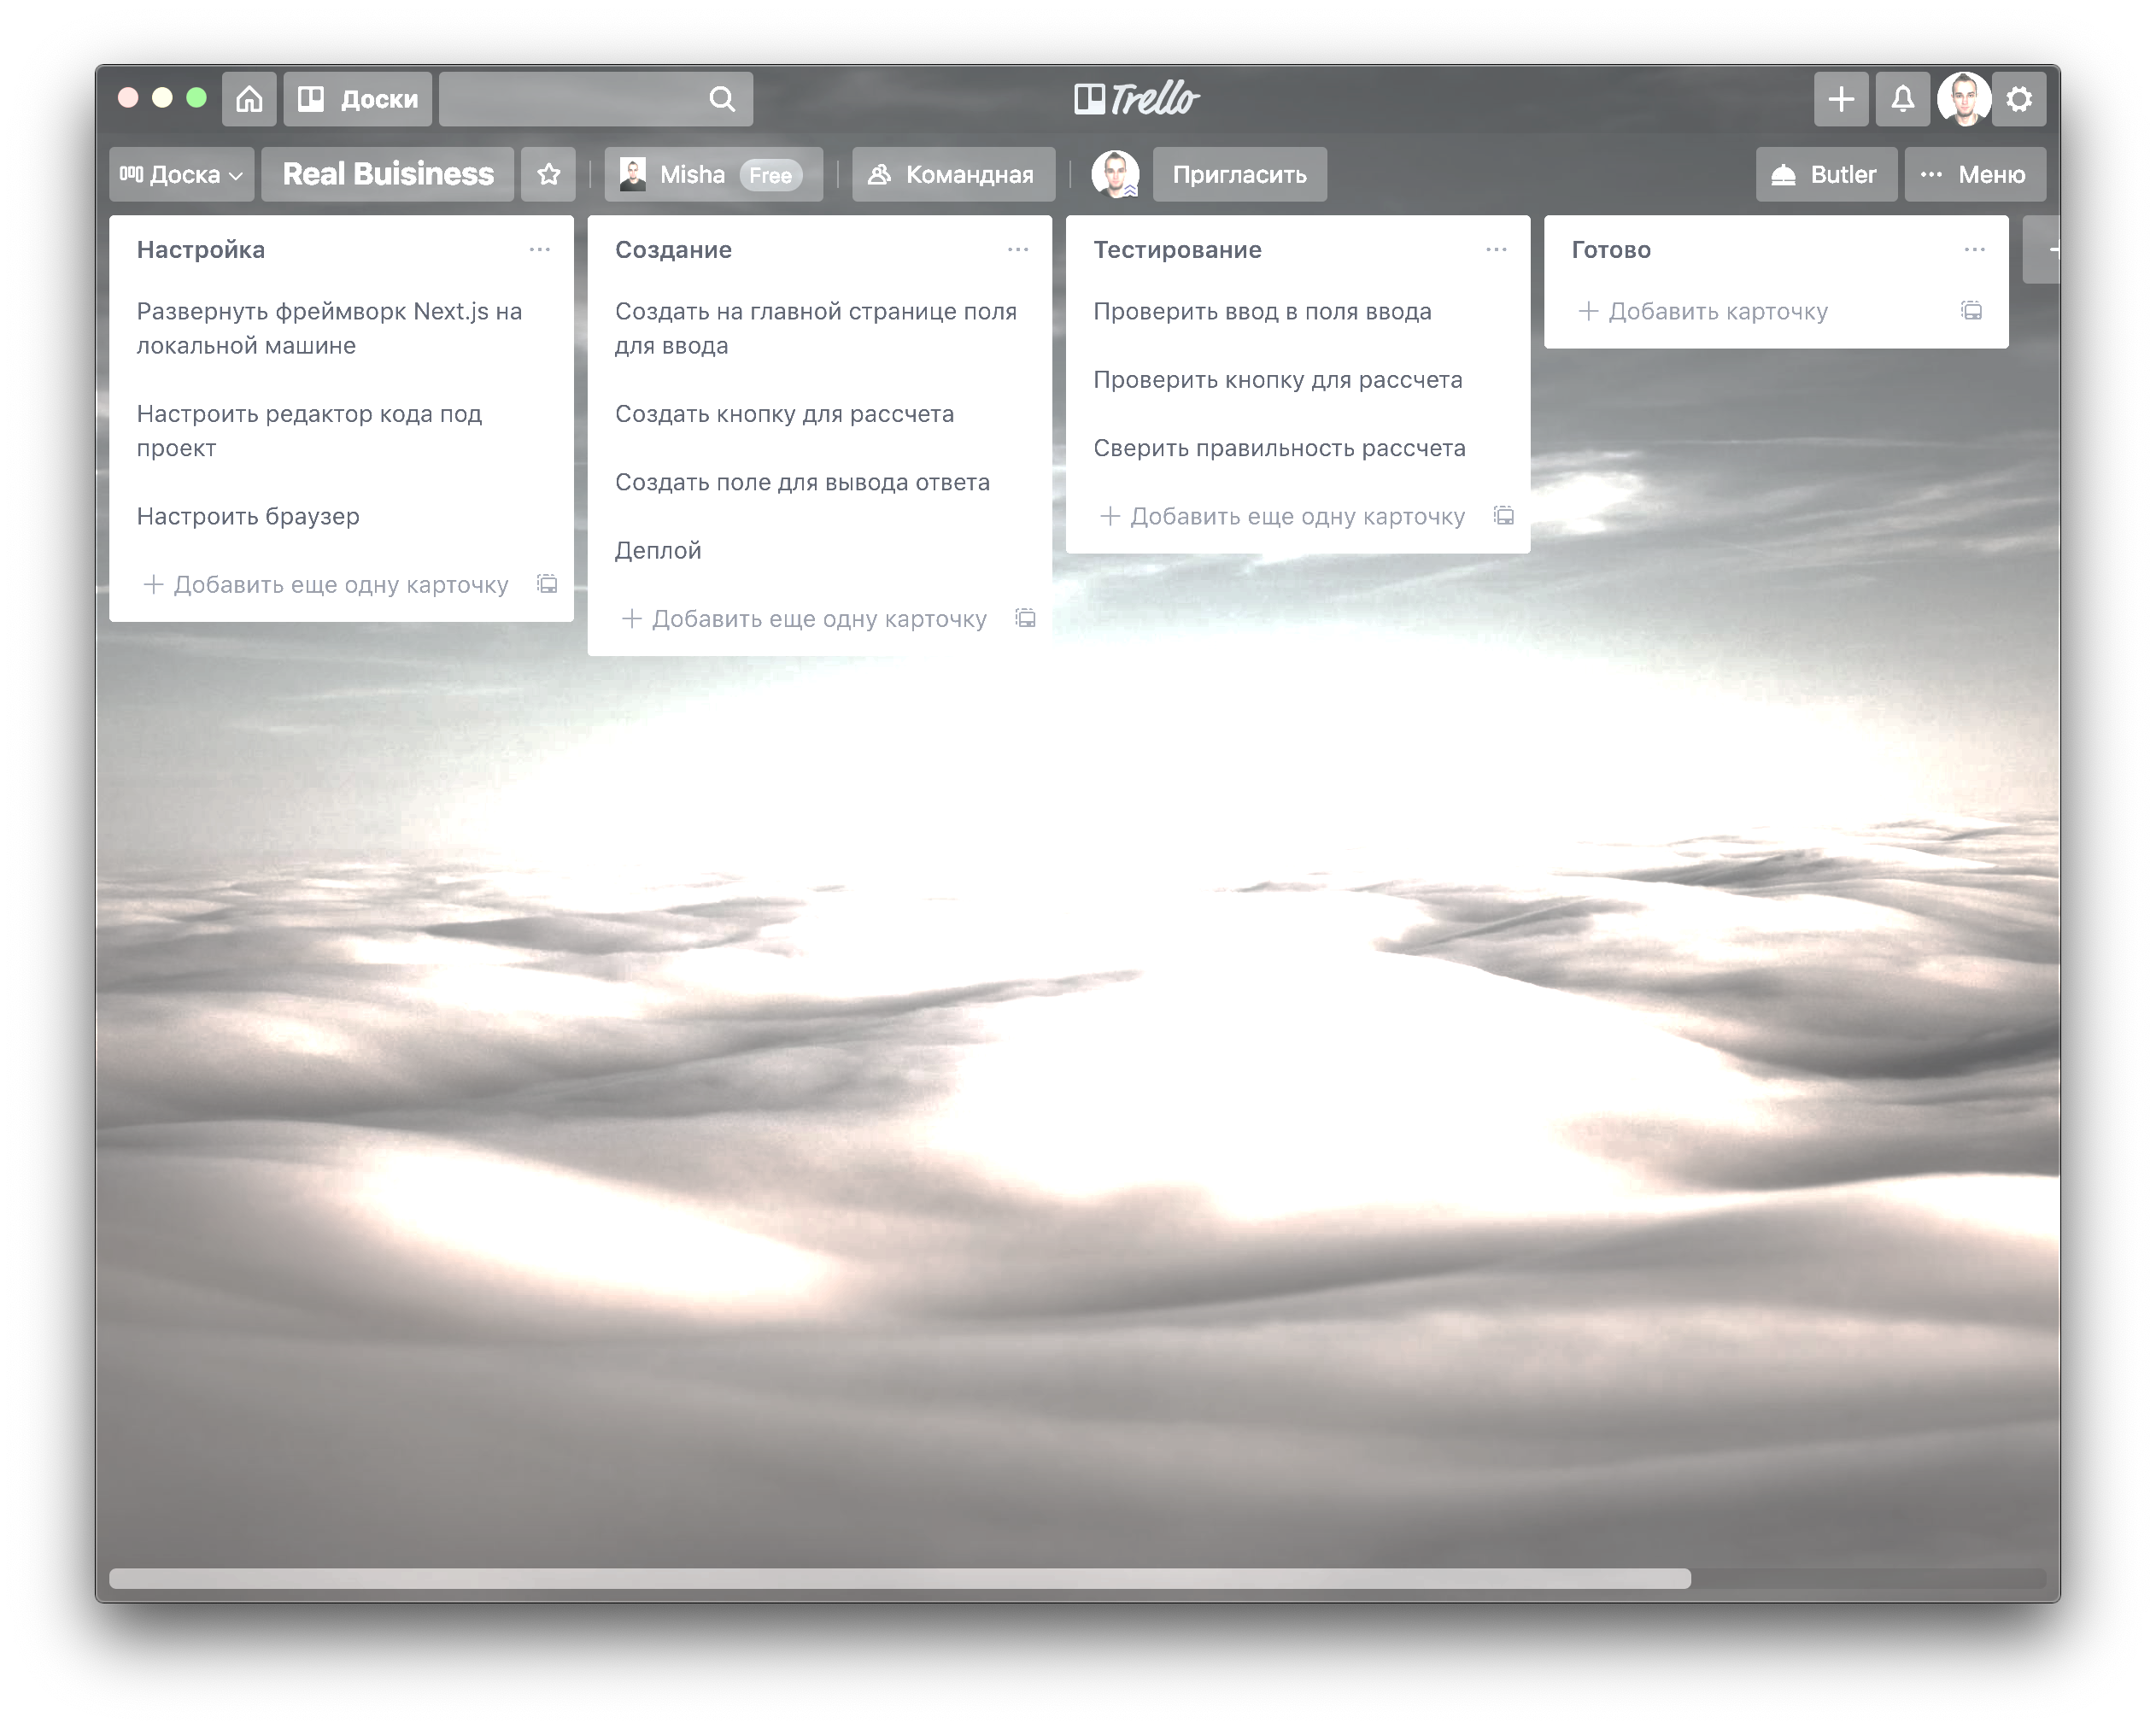 Доски
Trello
Доска
Real Buisiness
Misha Free
Командная
Пригласить
Butler
··· Меню
Настройка
Развернуть фреймворк Next.js на
локальной машине
Настроить редактор кода под
проект
Настроить браузер
+ Добавить еще одну карточку
Создание
Создать на главной странице поля
для ввода
Создать кнопку для рассчета
Создать поле для вывода ответа
Деплой
+ Добавить еще одну карточку
Тестирование
Проверить ввод в поля ввода
Проверить кнопку для рассчета
Сверить правильность рассчета
+ Добавить еще одну карточку
Готово
+ Добавить карточку